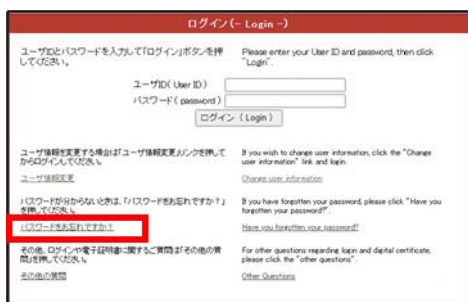 ログイン(- Login -)
ユーザIDとパスワードを入力して「ログイン」ボタンを押
してください。
Please enter your User ID and password, then click
"Login".
ユーザID( User ID )
パスワード( password )
ログイン ( Login )
ユーザ情報を変更する場合は「ユーザ情報変更」リンクを押して
からログインしてください。
If you wish to change user information, click the "Change
user information" link and login.
ユーザ情報変更
Change user information
パスワードが分からないときは、「パスワードをお忘れですか?」
を押してください。
If you have forgotten your password, please click "Have you
forgotten your password?".
パスワードをお忘れですか?
Have you forgotten your password?
その他、ログインや電子証明書に関するご質問は「その他の質
問」を押してください。
For other questions regarding login and digital certificate,
please click the "other questions".
その他の質問
Other Questions